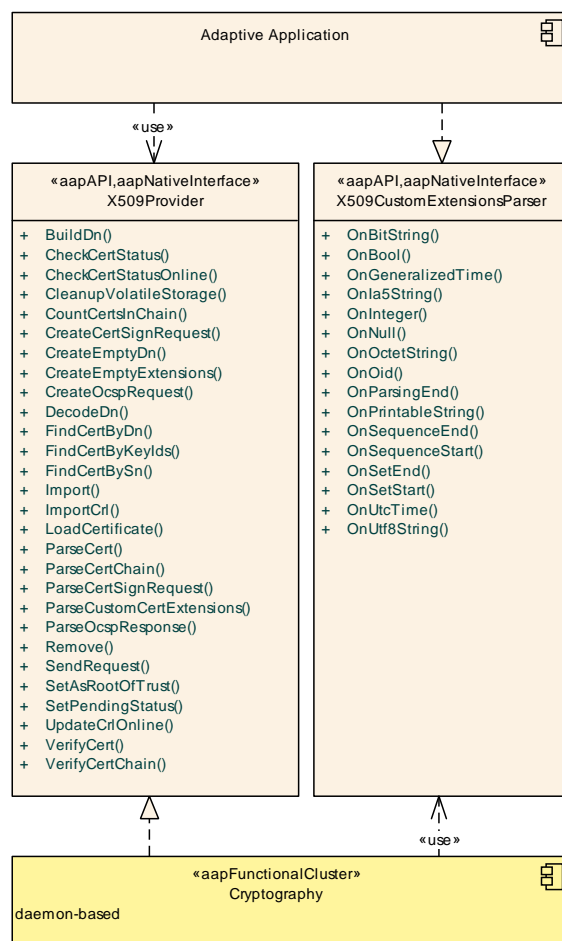 Adaptive Application
«use»
«aapAPI,aapNativeInterface»
X509Provider
+ BuildDn()
+ CheckCertStatus()
+ CheckCertStatusOnline()
+ CleanupVolatileStorage()
+ CountCertsInChain()
+ CreateCertSignRequest()
+ CreateEmptyDn()
+ CreateEmptyExtensions()
+ CreateOcspRequest()
+ DecodeDn()
+ FindCertByDn()
+ FindCertByKeyIds()
+ FindCertBySn()
+ Import()
+ ImportCrl()
+ LoadCertificate()
+ ParseCert()
+ ParseCertChain()
+ ParseCertSignRequest()
+ ParseCustomCertExtensions()
+ ParseOcspResponse()
+ Remove()
+ SendRequest()
+ SetAsRootOfTrust()
+ SetPendingStatus()
+ UpdateCrlOnline()
+ VerifyCert()
+ VerifyCertChain()
«aapAPI,aapNativeInterface»
X509CustomExtensionsParser
+ OnBitString()
+ OnBool()
+ OnGeneralizedTime()
+ OnIa5String()
+ OnInteger()
+ OnNull()
+ OnOctetString()
+ OnOid()
+ OnParsingEnd()
+ OnPrintableString()
+ OnSequenceEnd()
+ OnSequenceStart()
+ OnSetEnd()
+ OnSetStart()
+ OnUtcTime()
+ OnUtf8String()
«use»
«aapFunctionalCluster»
Cryptography
daemon-based